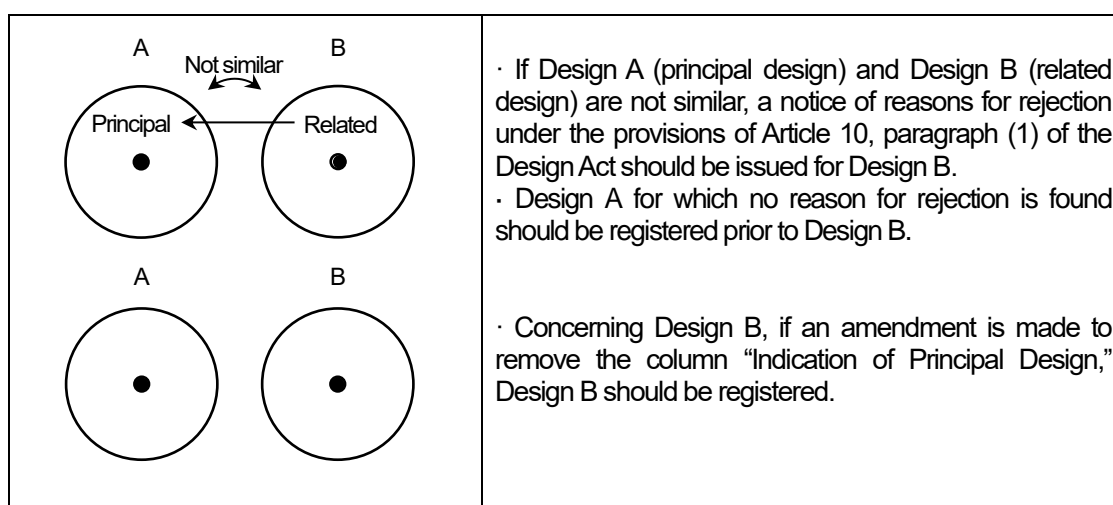 A
B
Not similar
Principal
Related
A
B
· If Design A (principal design) and Design B (related
design) are not similar, a notice of reasons for rejection
under the provisions of Article 10, paragraph (1) of the
Design Act should be issued for Design B.
· Design A for which no reason for rejection is found
should be registered prior to Design B.
· Concerning Design B, if an amendment is made to
remove the column “Indication of Principal Design,”
Design B should be registered.